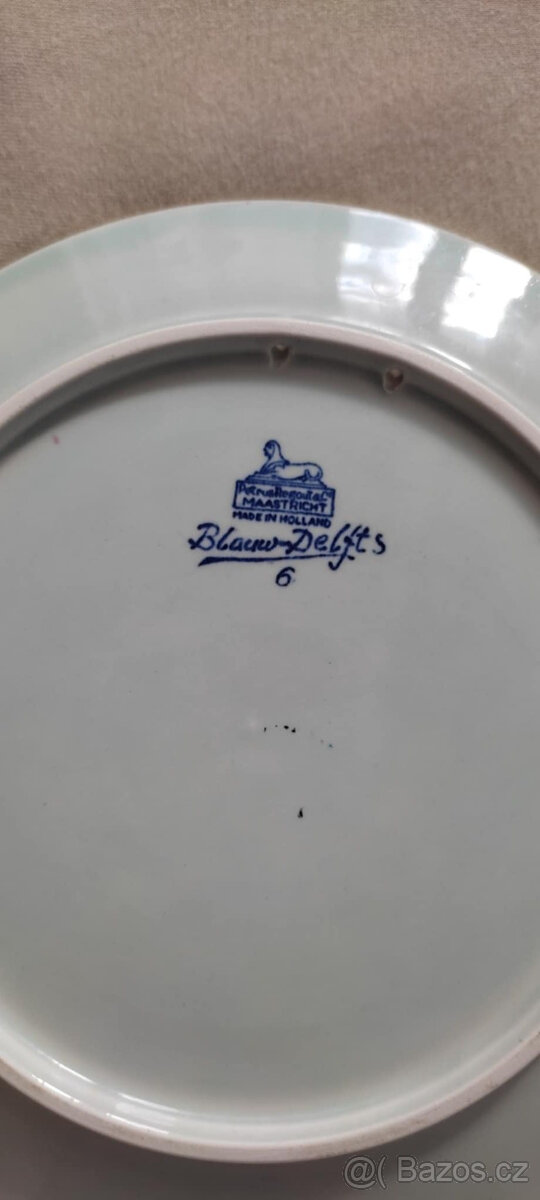 Petrus Regout & Co
MAASTRICHT
MADE IN HOLLAND
Blauw-Delfts
6
@( Bazos.cz